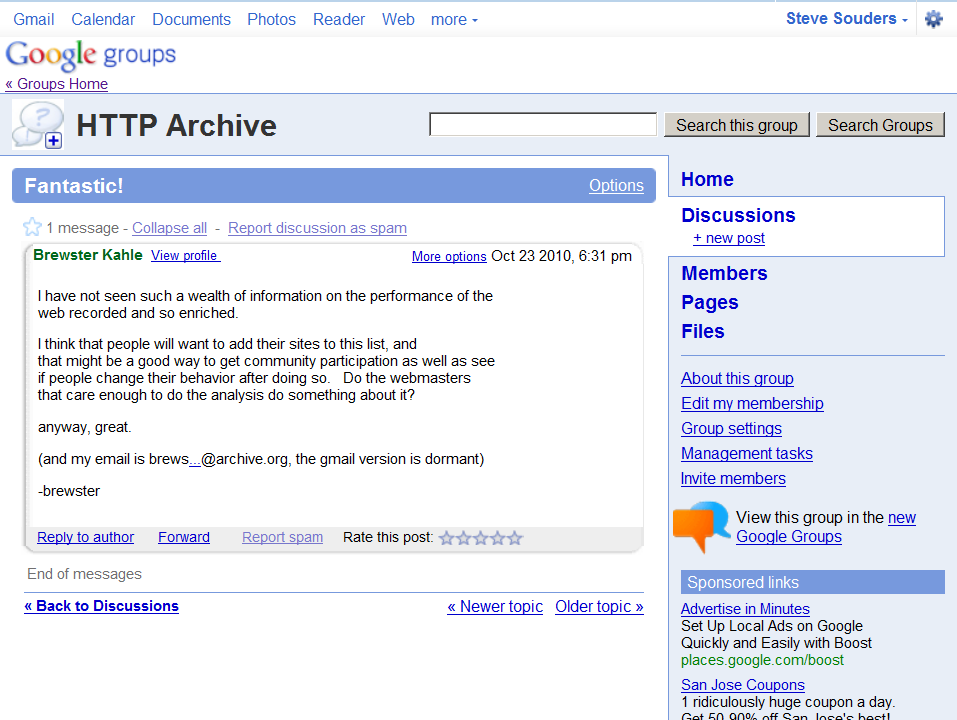 Gmail Calendar Documents Photos Reader Web more
Steve Souders
Google groups
« Groups Home
HTTP Archive
Search this group Search Groups
Fantastic! Options
1 message - Collapse all - Report discussion as spam
Brewster Kahle View profile More options Oct 23 2010, 6:31 pm
I have not seen such a wealth of information on the performance of the
web recorded and so enriched.
I think that people will want to add their sites to this list, and
that might be a good way to get community participation as well as see
if people change their behavior after doing so. Do the webmasters
that care enough to do the analysis do something about it?
anyway, great.
(and my email is brews...@archive.org, the gmail version is dormant)
-brewster
Reply to author Forward Report spam Rate this post:
End of messages
« Back to Discussions « Newer topic Older topic »
Home
Discussions
+ new post
Members
Pages
Files
About this group
Edit my membership
Group settings
Management tasks
Invite members
View this group in the new
Google Groups
Sponsored links
Advertise in Minutes
Set Up Local Ads on Google
Quickly and Easily with Boost
places.google.com/boost
San Jose Coupons
1 ridiculously huge coupon a day.
Get 50-90% off San Jose's best!